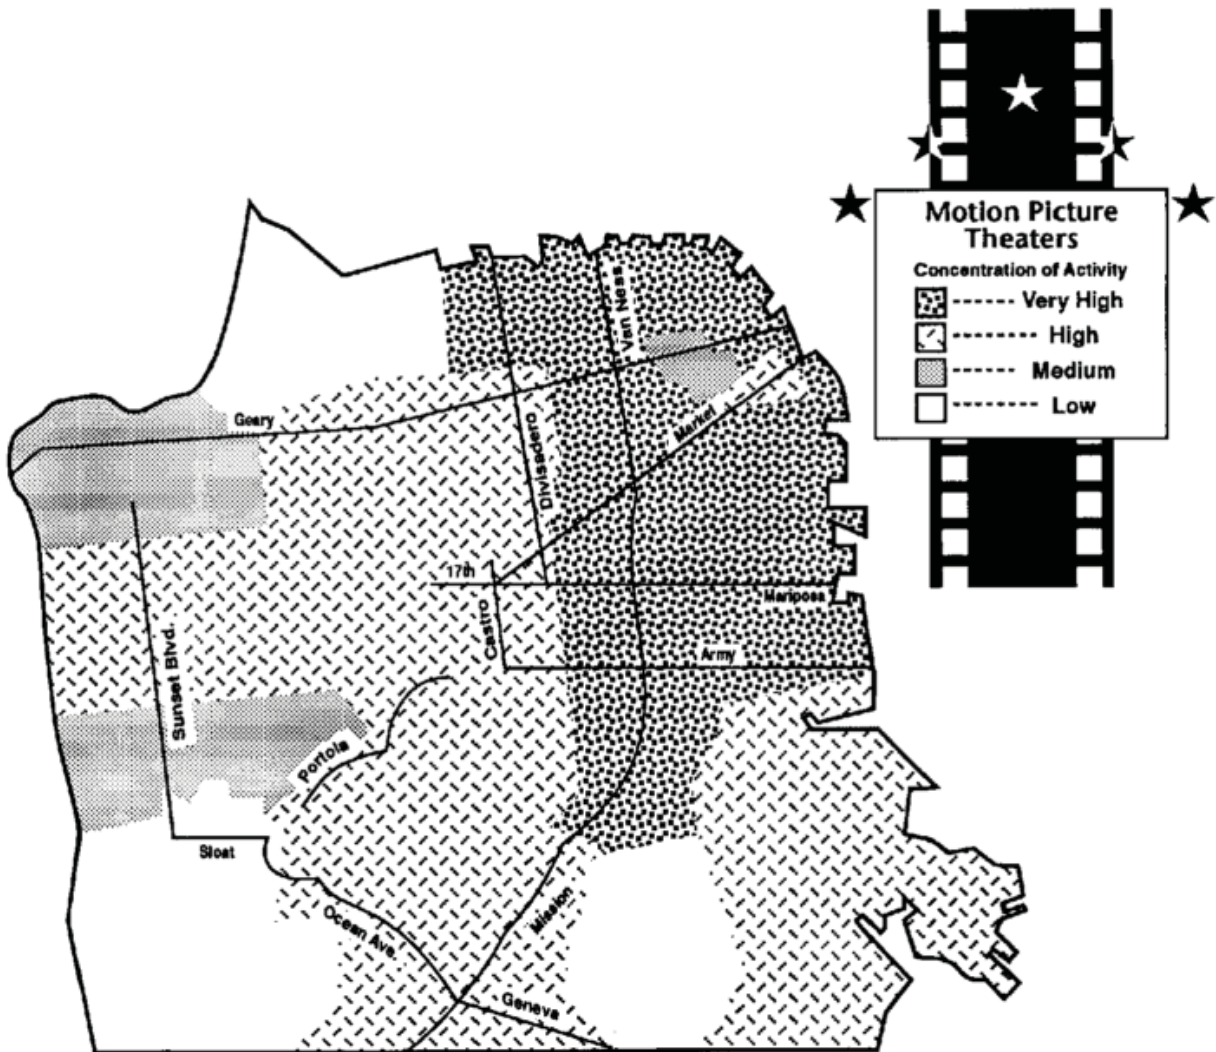 Motion Picture
Theaters
Concentration of Activity
Very High
High
Medium
Low
Van Ness
Geary
Divisadero
Market
17th
Castro
Mariposa
Army
Sunset Blvd.
Portola
Sloat
Ocean Ave.
Mission
Geneva